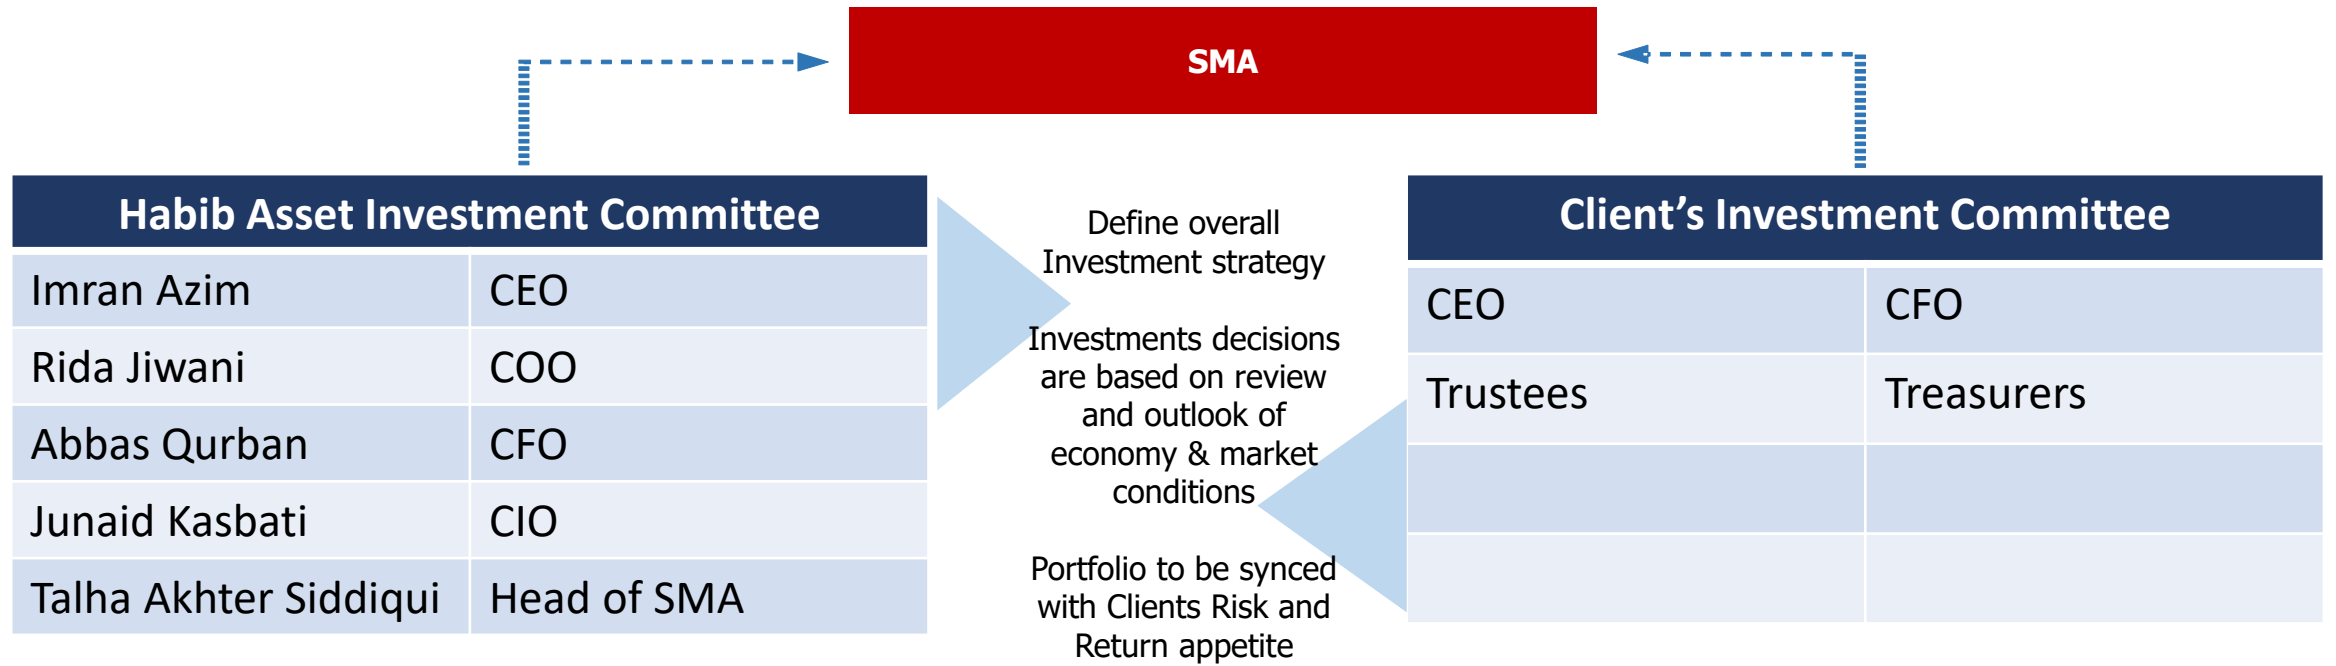 SMA
Habib Asset Investment Committee
Imran Azim CEO
Rida Jiwani COO
Abbas Qurban CFO
Junaid Kasbati CIO
Talha Akhter Siddiqui Head of SMA
Define overall
Investment strategy
Investments decisions
are based on review
and outlook of
economy & market
conditions
Portfolio to be synced
with Clients Risk and
Return appetite
Client’s Investment Committee
CEO CFO
Trustees Treasurers